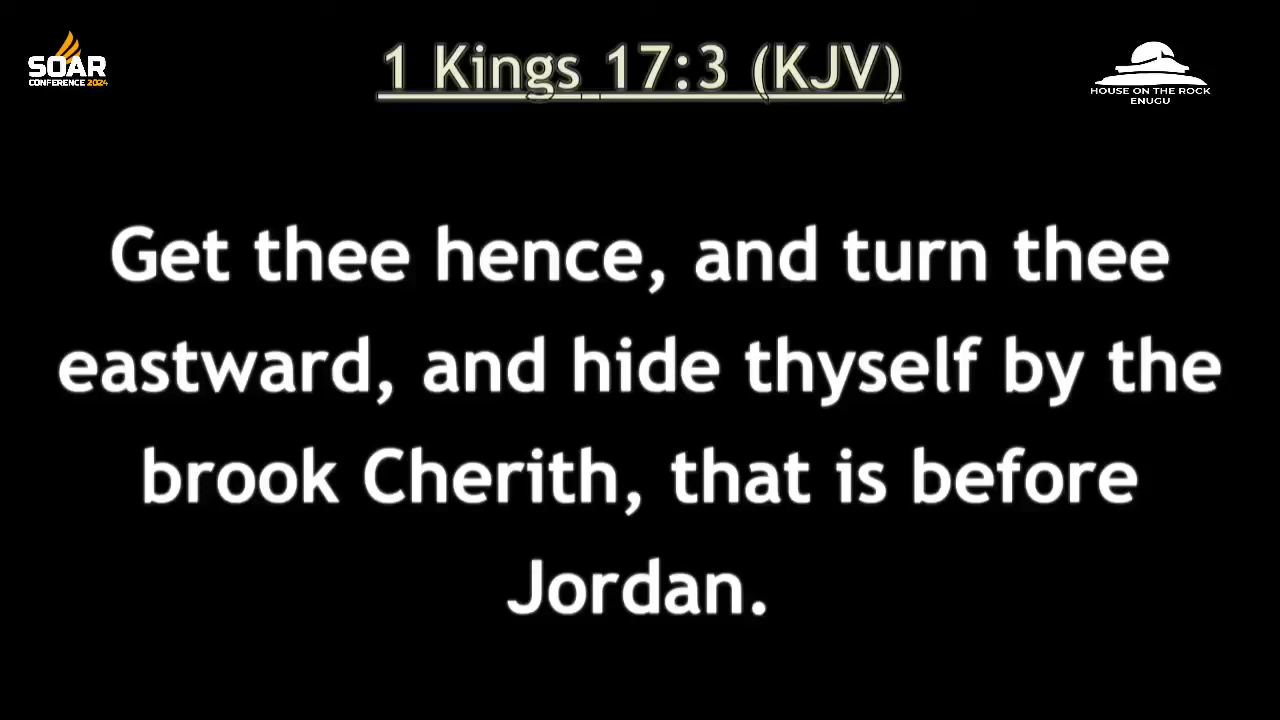 SOAR
CONFERENCE 2024
1 Kings 17:3 (KJV)
HOUSE ON THE ROCK
ENUGU
Get thee hence, and turn thee
eastward, and hide thyself by the
brook Cherith, that is before
Jordan.